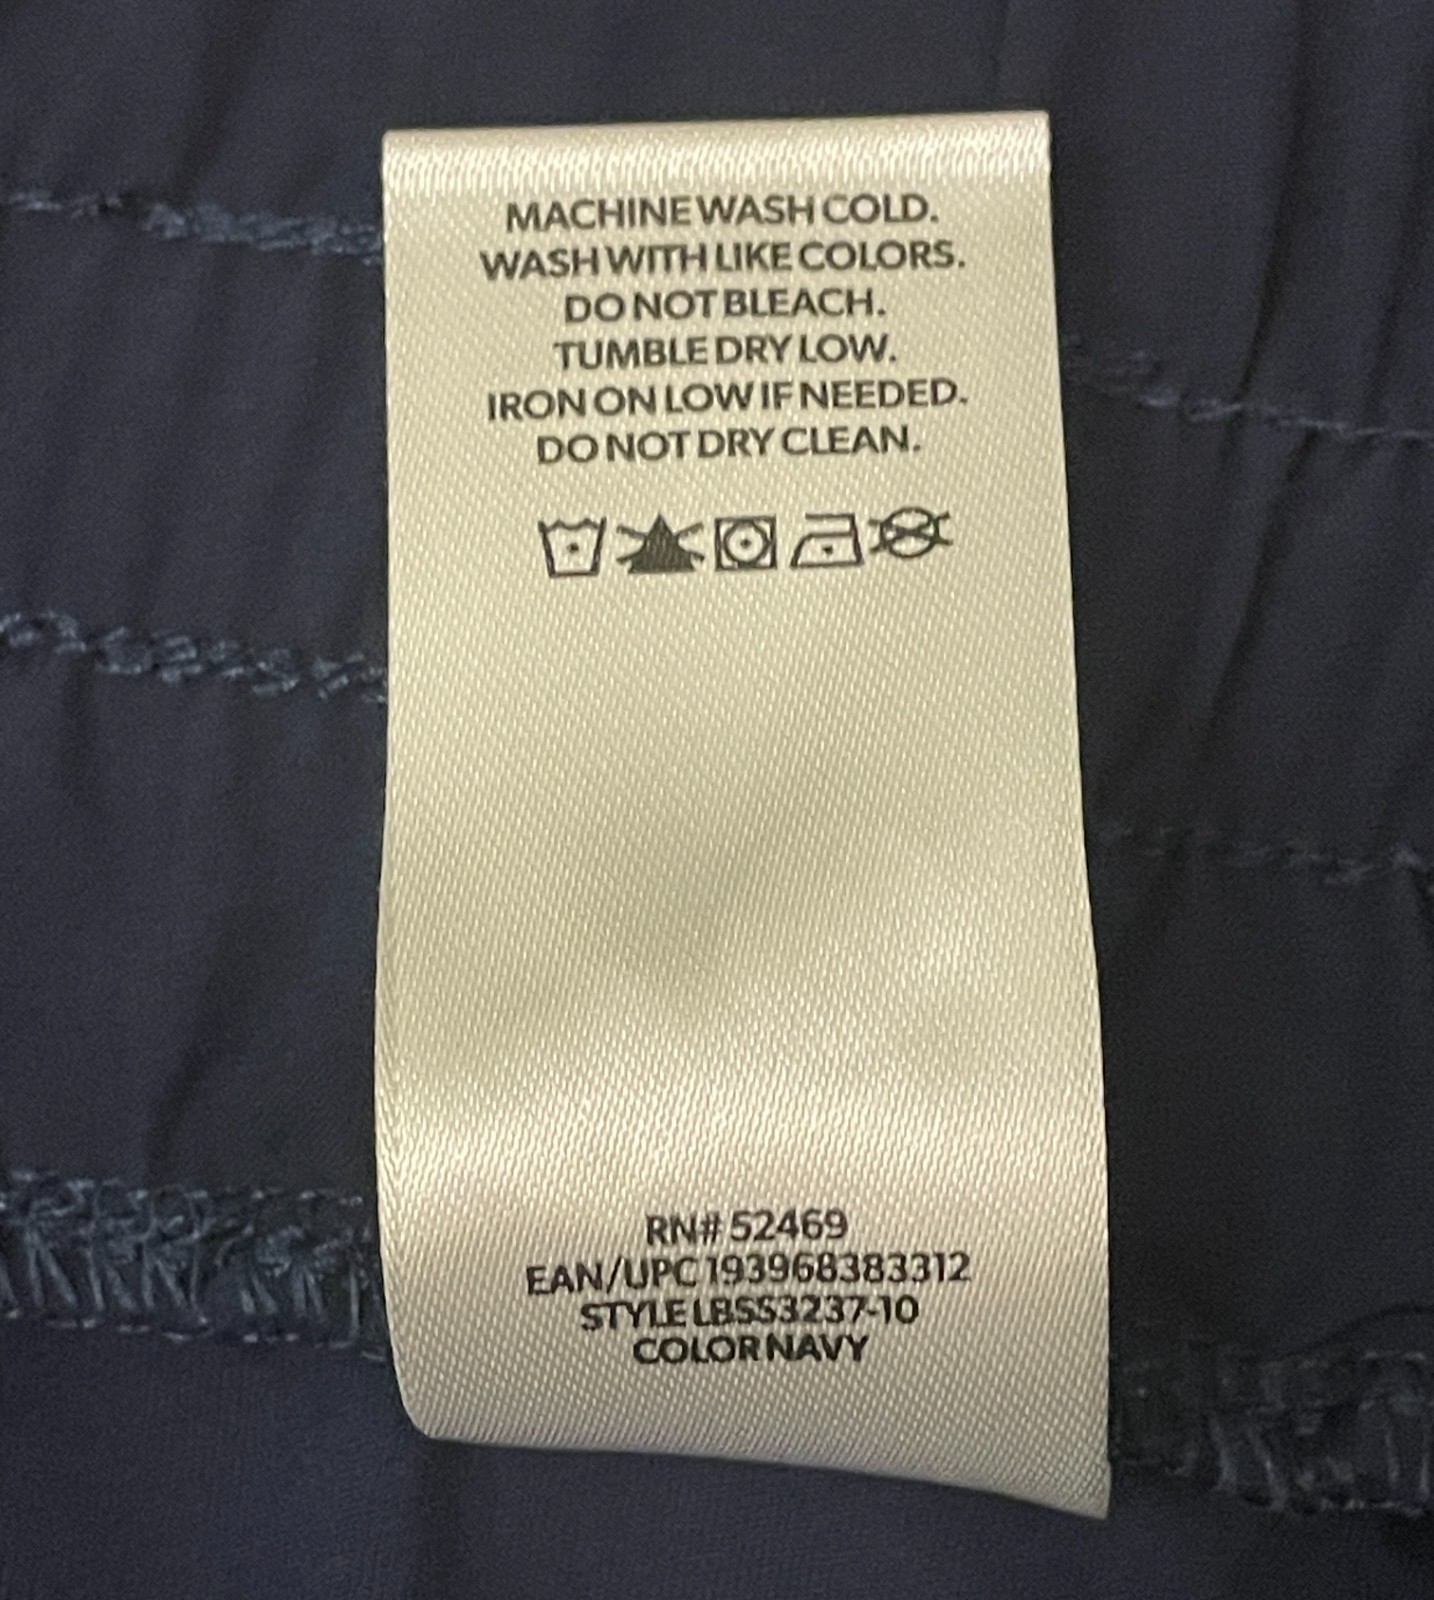 MACHINE WASH COLD.
WASH WITH LIKE COLORS.
DO NOT BLEACH.
TUMBLE DRY LOW.
IRON ON LOW IF NEEDED.
DO NOT DRY CLEAN.
RN# 52469
EAN/UPC 193968383312
STYLE LBSS3237-10
COLOR NAVY